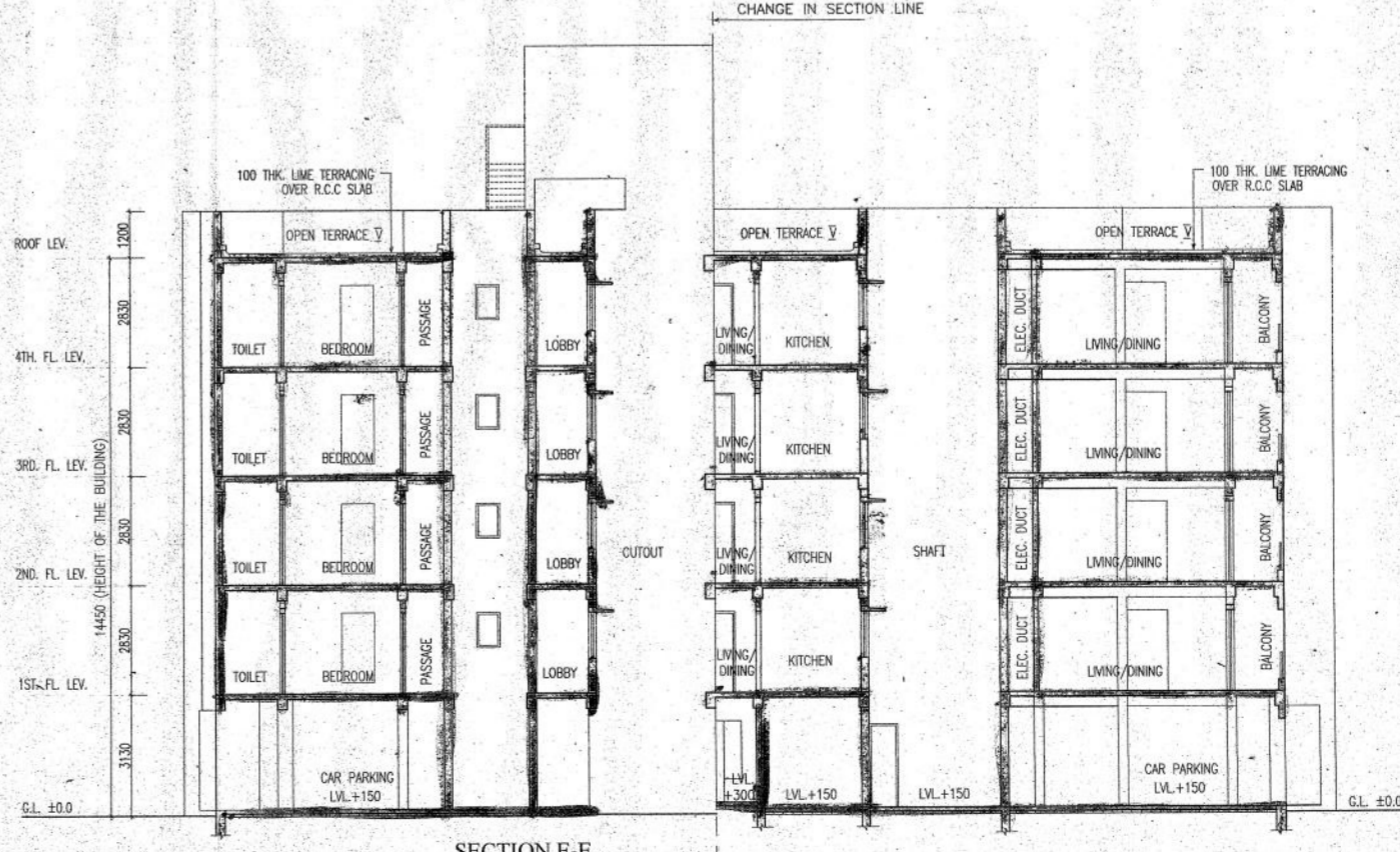 CHANGE IN SECTION LINE
100 THK. LIME TERRACING
OVER R.C.C SLAB
100 THK. LIME TERRACING
OVER R.C.C SLAB
ROOF LEV.
1200
OPEN TERRACE
OPEN TERRACE
OPEN TERRACE
2830
TOILET
BEDROOM
PASSAGE
LOBBY
LIVING/
DINING
KITCHEN
ELEC. DUCT
LIVING/DINING
BALCONY
4TH. FL. LEV.
2830
TOILET
BEDROOM
PASSAGE
LOBBY
LIVING/
DINING
KITCHEN
ELEC. DUCT
LIVING/DINING
BALCONY
3RD. FL. LEV.
14450 (HEIGHT OF THE BUILDING)
2830
TOILET
BEDROOM
PASSAGE
LOBBY
CUTOUT
LIVING/
DINING
KITCHEN
SHAFT
ELEC. DUCT
LIVING/DINING
BALCONY
2ND. FL. LEV.
2830
TOILET
BEDROOM
PASSAGE
LOBBY
LIVING/
DINING
KITCHEN
ELEC. DUCT
LIVING/DINING
BALCONY
1ST. FL. LEV.
3130
CAR PARKING
LVL.+150
LVL.
+300
LVL.+150
LVL.+150
CAR PARKING
LVL.+150
G.L. ±0.0
G.L. ±0.0
SECTION E-E